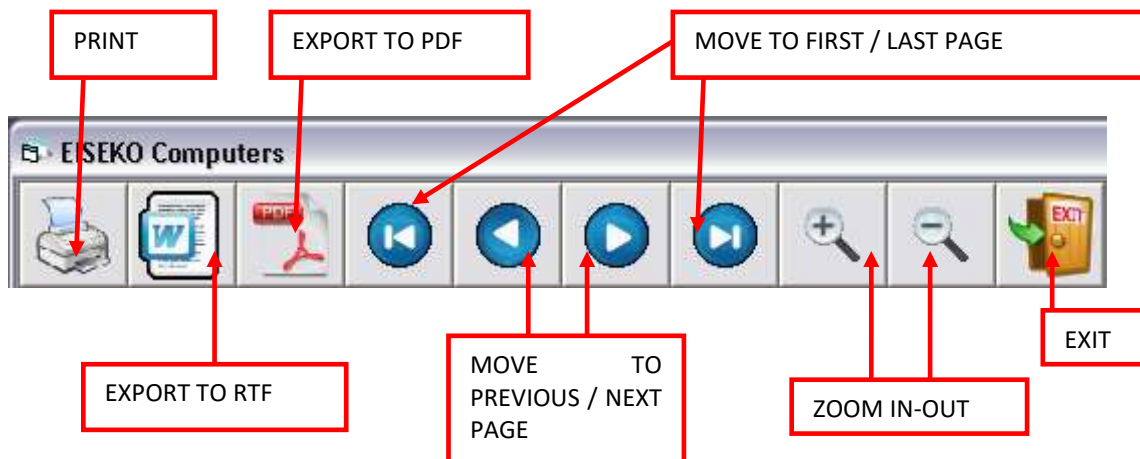 PRINT
EXPORT TO PDF
MOVE TO FIRST / LAST PAGE
EISEKO Computers
W
PDF
EXIT
EXPORT TO RTF
MOVE TO
PREVIOUS / NEXT
PAGE
ZOOM IN-OUT
EXIT